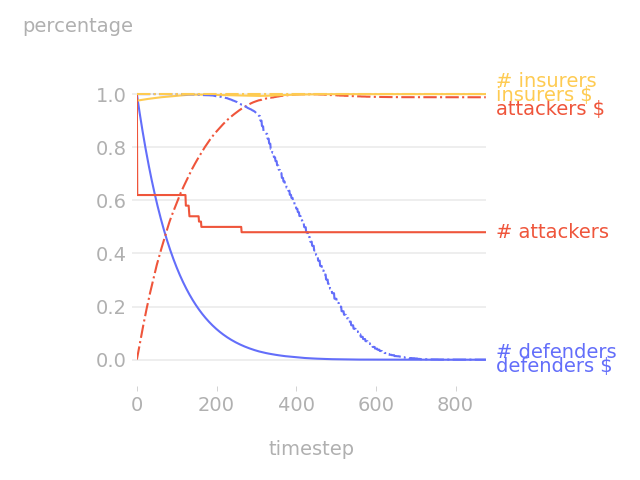 percentage
# insurers
insurers $
attackers $
# attackers
# defenders
defenders $
1.0
0.8
0.6
0.4
0.2
0.0
0 200 400 600 800
timestep